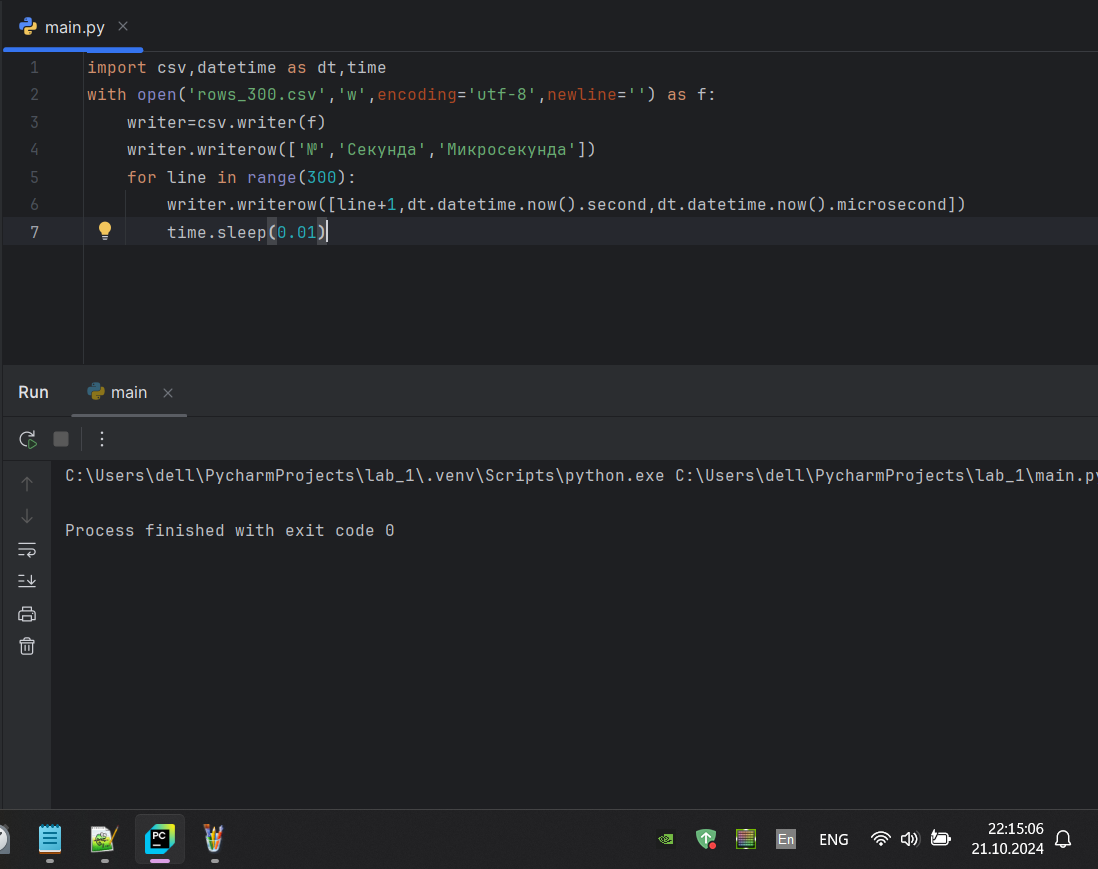 main.py
1 import csv,datetime as dt,time
2 with open('rows_300.csv','w',encoding='utf-8',newline='') as f:
3 writer=csv.writer(f)
4 writer.writerow(['№','Секунда','Микросекунда'])
5 for line in range(300):
6 writer.writerow([line+1,dt.datetime.now().second,dt.datetime.now().microsecond])
7 time.sleep(0.01)
Run main
C:\Users\dell\PycharmProjects\lab_1\.venv\Scripts\python.exe C:\Users\dell\PycharmProjects\lab_1\main.py
Process finished with exit code 0
PC
En ENG 22:15:06
21.10.2024